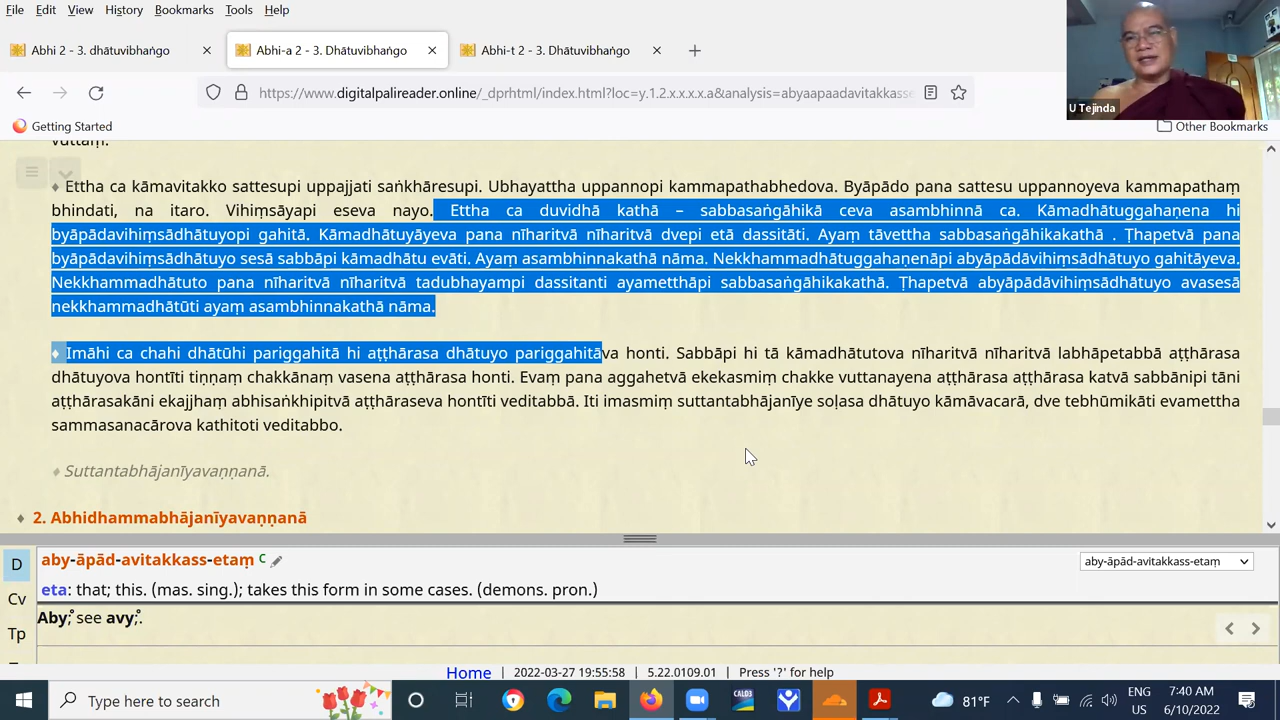 File Edit View History Bookmarks Tools Help
Abhi 2 - 3. dhātuvibhaṅgo × Abhi-a 2 - 3. Dhātuvibhaṅgo × Abhi-t 2 - 3. Dhātuvibhaṅgo × +
https://www.digitalpalireader.online/_dprhtml/index.html?loc=y.1.2.x.x.x.x.a&analysis=abyaapaadavitakkasse
U Tejinda
Getting Started Other Bookmarks
vuttaṃ.
♦ Ettha ca kāmavitakko sattesupi uppajjati saṅkhāresupi. Ubhayattha uppannopi kammapathabhedova. Byāpādo pana sattesu uppannoyeva kammapathaṃ
bhindati, na itaro. Vihiṃsāyapi eseva nayo. Ettha ca duvidhā kathā – sabbasaṅgāhikā ceva asambhinnā ca. Kāmadhātuggahaṇena hi
byāpādavihiṃsādhātuyopi gahitā. Kāmadhātuyāyeva pana nīharitvā nīharitvā dvepi etā dassitāti. Ayaṃ tāvettha sabbasaṅgāhikakathā . Ṭhapetvā pana
byāpādavihiṃsādhātuyo sesā sabbāpi kāmadhātu evāti. Ayaṃ asambhinnakathā nāma. Nekkhammadhātuggahaṇenāpi abyāpādāvihiṃsādhātuyo gahitāyeva.
Nekkhammadhātuto pana nīharitvā nīharitvā tadubhayampi dassitanti ayametthāpi sabbasaṅgāhikakathā. Ṭhapetvā abyāpādāvihiṃsādhātuyo avasesā
nekkhammadhātūti ayaṃ asambhinnakathā nāma.
♦ Imāhi ca chahi dhātūhi pariggahitā hi aṭṭhārasa dhātuyo pariggahitāva honti. Sabbāpi hi tā kāmadhātutova nīharitvā nīharitvā labhāpetabbā aṭṭhārasa
dhātuyova hontīti tiṇṇaṃ chakkānaṃ vasena aṭṭhārasa honti. Evaṃ pana aggahetvā ekekasmiṃ chakke vuttanayena aṭṭhārasa aṭṭhārasa katvā sabbānipi tāni
aṭṭhārasakāni ekajjhaṃ abhisaṅkhipitvā aṭṭhāraseva hontīti veditabbā. Iti imasmiṃ suttantabhājanīye soḷasa dhātuyo kāmāvacarā, dve tebhūmikāti evamettha
sammasanacārova kathitoti veditabbo.
♦ Suttantabhājanīyavaṇṇanā.
♦ 2. Abhidhammabhājanīyavaṇṇanā
D aby-āpād-avitakkass-etaṃ C aby-āpād-avitakkass-etaṃ
eta: that; this. (mas. sing.); takes this form in some cases. (demons. pron.)
Cv Aby,° see avy,°.
Tp
Home | 2022-03-27 19:55:58 | 5.22.0109.01 | Press '?' for help
Type here to search CALD3 81°F ENG US 7:40 AM 6/10/2022